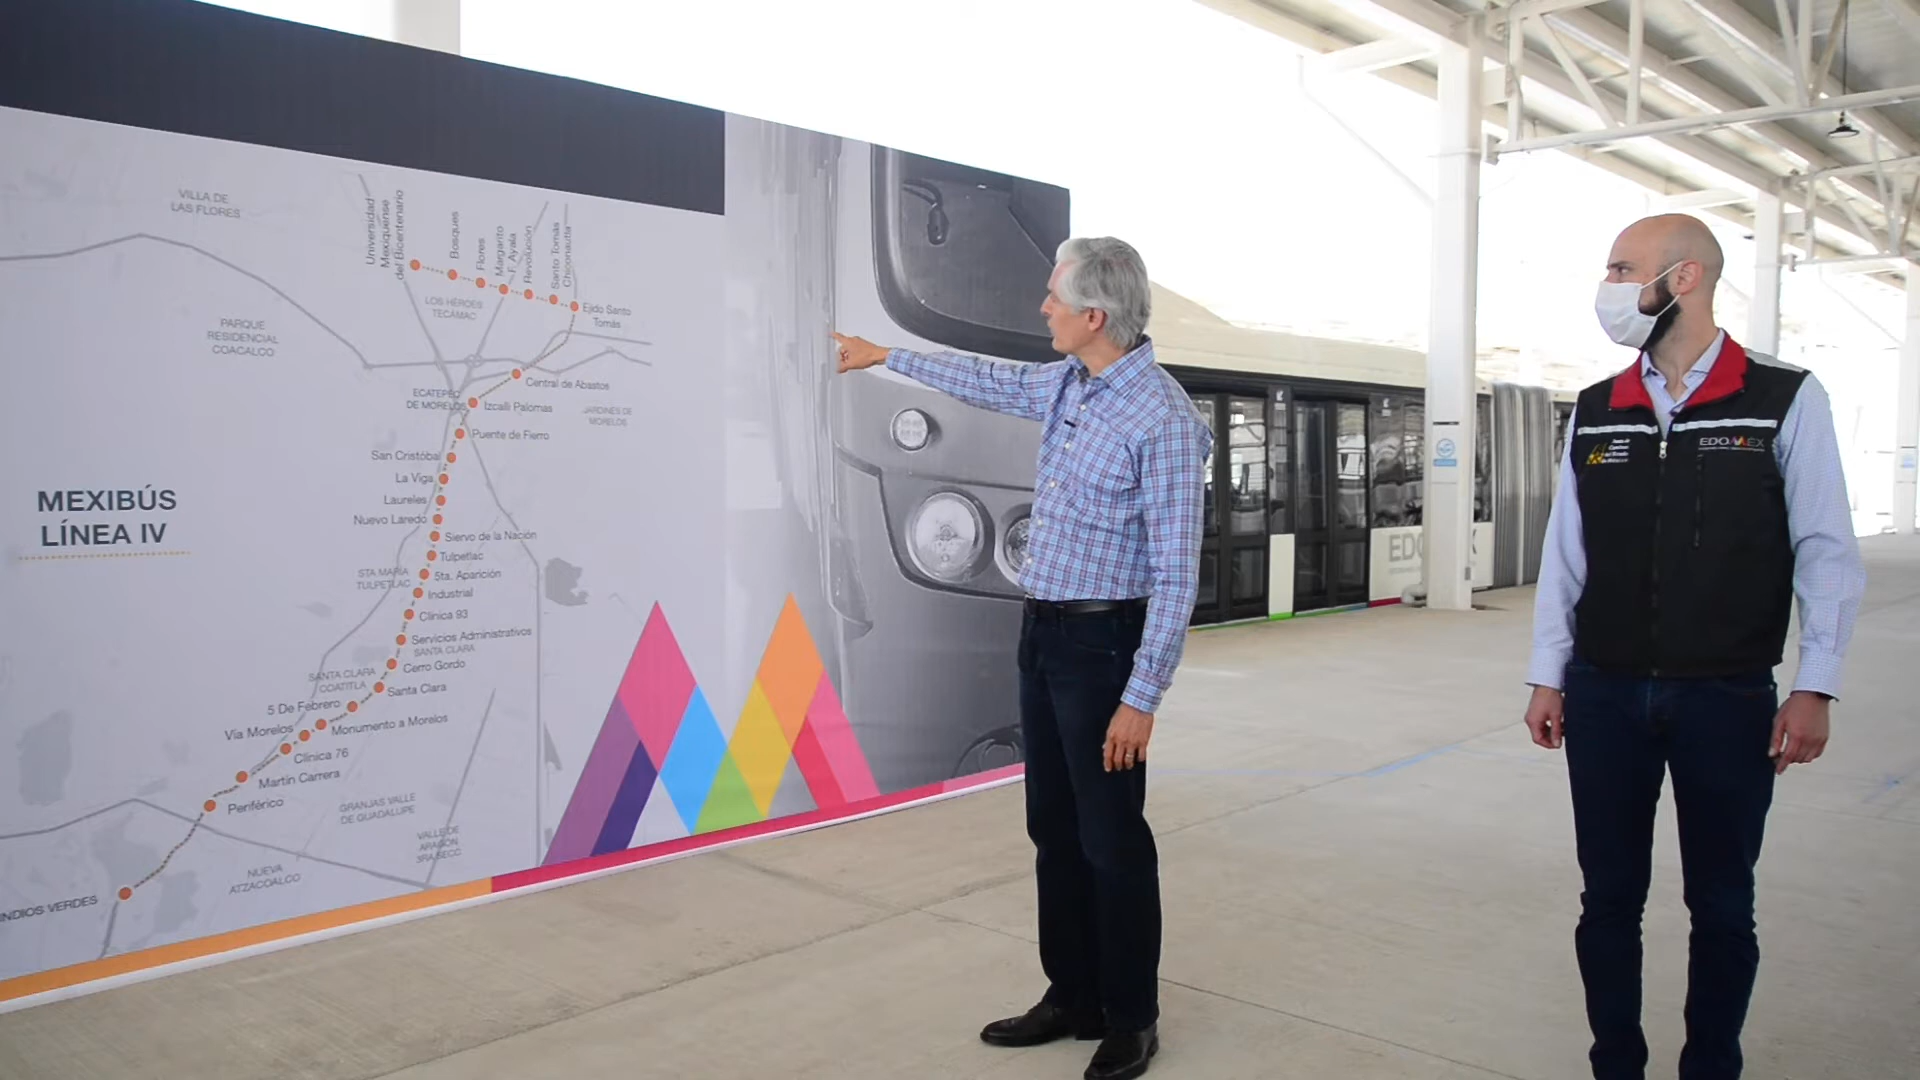 VILLA DE
LAS FLORES
Universidad
Mexiquense
del Bicentenario
Bosques
Flores
Margarito
F. Ayala
Revolución
Santo Tomás
Chiconautla
Ejido Santo
Tomás
LOS HÉROES
TECÁMAC
PARQUE
RESIDENCIAL
COACALCO
Central de Abastos
ECATEPEC
DE MORELOS
Izcalli Palomas
JARDINES DE
MORELOS
Puente de Fierro
San Cristóbal
La Viga
Laureles
Nuevo Laredo
MEXIBÚS
LÍNEA IV
Siervo de la Nación
Tulpetlac
STA MARÍA
TULPETLAC
5ta. Aparición
Industrial
Clínica 93
Servicios Administrativos
SANTA CLARA
Cerro Gordo
SANTA CLARA
COATITLA
Santa Clara
5 De Febrero
Vía Morelos
Monumento a Morelos
Clínica 76
Martín Carrera
Periférico
GRANJAS VALLE
DE GUADALUPE
VALLE DE
ARAGÓN
3RA SECC
NUEVA
ATZACOALCO
INDIOS VERDES
EDOMEX